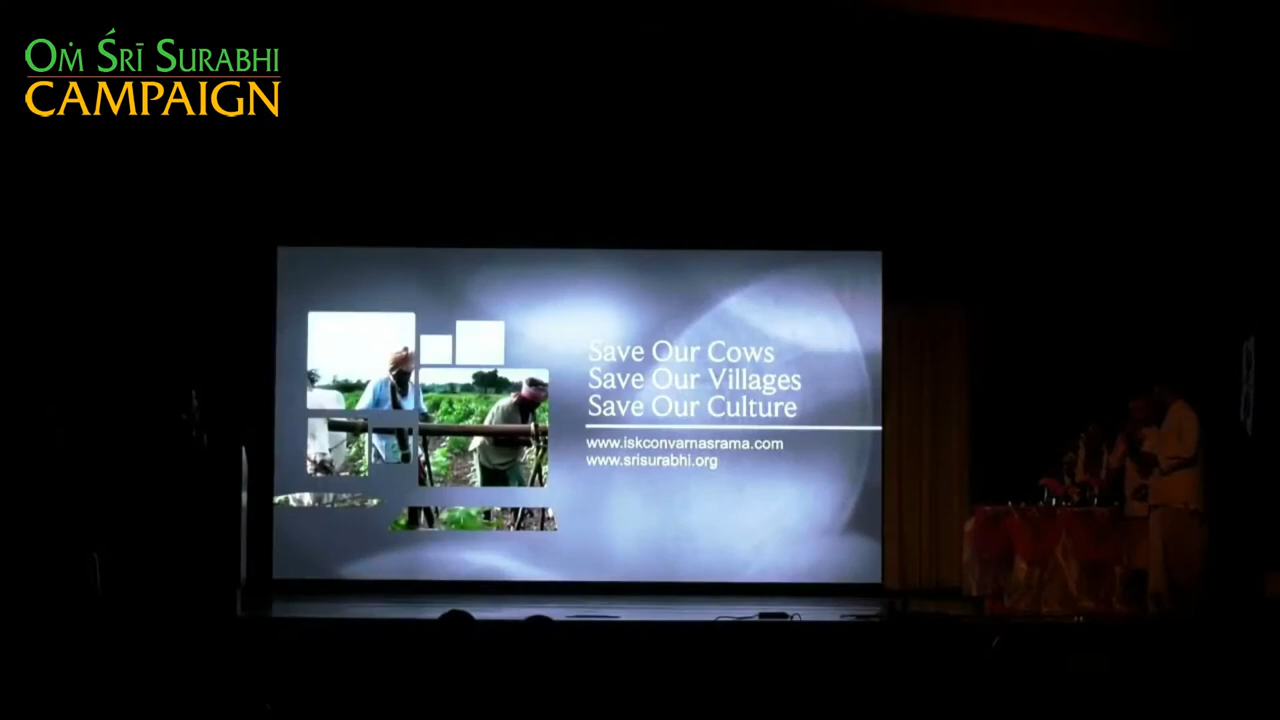 Oṁ Śrī Surabhi
CAMPAIGN
Save Our Cows
Save Our Villages
Save Our Culture
www.iskconvarnasrama.com
www.srisurabhi.org